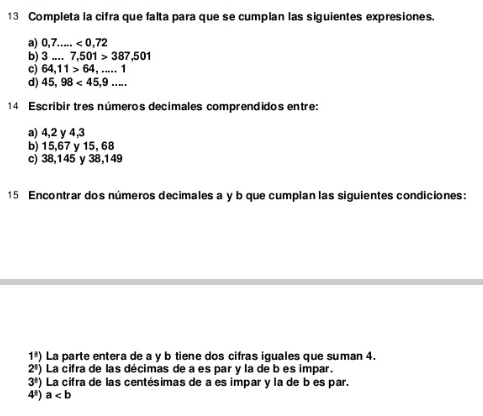 13 Completa la cifra que falta para que se cumplan las siguientes expresiones.
a) 0,7..... < 0,72
b) 3 .... 7,501 > 387,501
c) 64,11 > 64, ..... 1
d) 45, 98 < 45,9 .....
14 Escribir tres números decimales comprendidos entre:
a) 4,2 y 4,3
b) 15,67 y 15, 68
c) 38,145 y 38,149
15 Encontrar dos números decimales a y b que cumplan las siguientes condiciones:
1ª) La parte entera de a y b tiene dos cifras iguales que suman 4.
2ª) La cifra de las décimas de a es par y la de b es impar.
3ª) La cifra de las centésimas de a es impar y la de b es par.
4ª) a < b